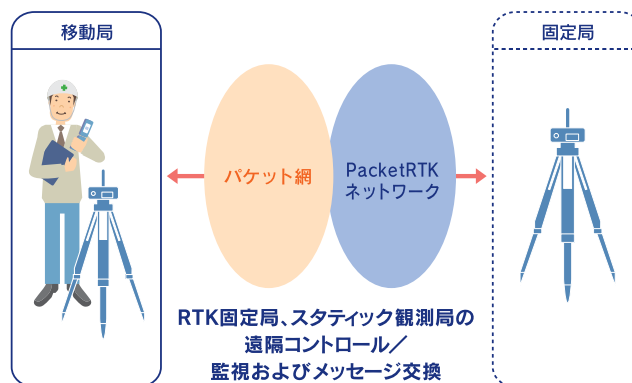 移動局
固定局
パケット網
PacketRTK
ネットワーク
RTK固定局、スタティック観測局の
遠隔コントロール／
監視およびメッセージ交換